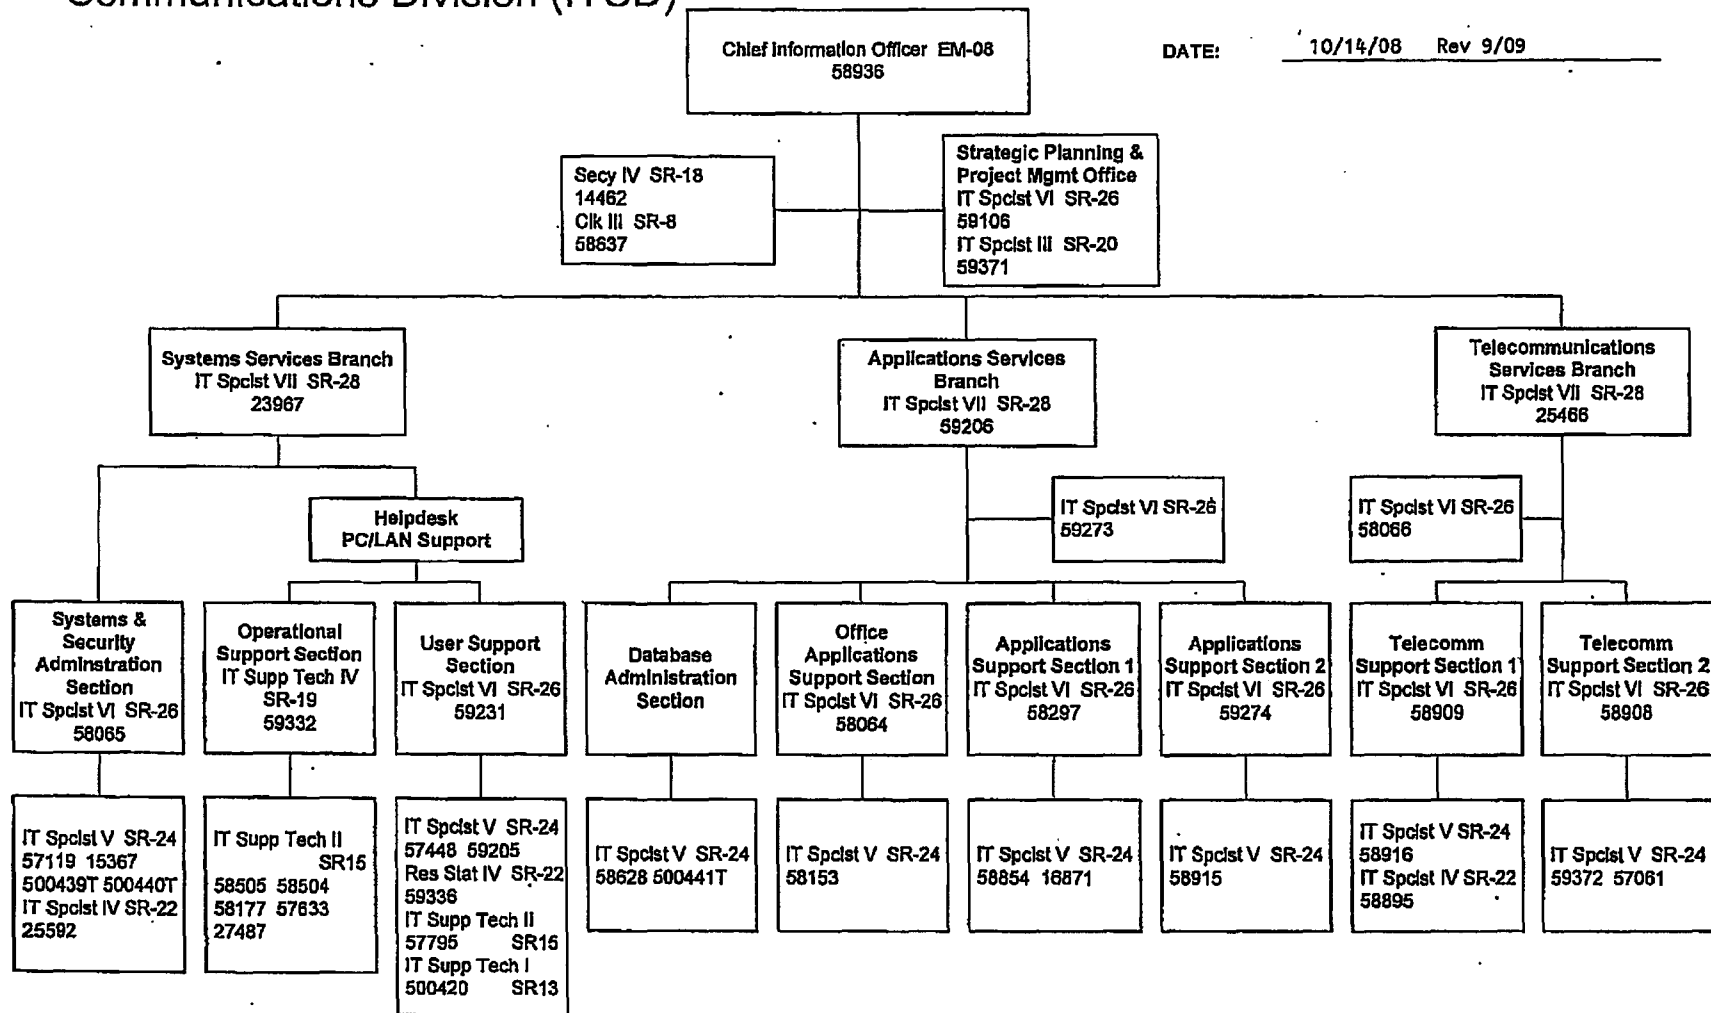 Communications Division (ITCD)
Chief Information Officer EM-08
58936
DATE: 10/14/08 Rev 9/09
Secy IV SR-18
14462
Clk III SR-8
58637
Strategic Planning &
Project Mgmt Office
IT Spclst VI SR-26
59106
IT Spclst III SR-20
59371
Systems Services Branch
IT Spclst VII SR-28
23967
Applications Services
Branch
IT Spclst VII SR-28
59206
Telecommunications
Services Branch
IT Spclst VII SR-28
25466
Helpdesk
PC/LAN Support
IT Spclst VI SR-26
59273
IT Spclst VI SR-26
58066
Systems &
Security
Adminstration
Section
IT Spclst VI SR-26
58065
Operational
Support Section
IT Supp Tech IV
SR-19
59332
User Support
Section
IT Spclst VI SR-26
59231
Database
Administration
Section
Office
Applications
Support Section
IT Spclst VI SR-26
58064
Applications
Support Section 1
IT Spclst VI SR-26
58297
Applications
Support Section 2
IT Spclst VI SR-26
59274
Telecomm
Support Section 1
IT Spclst VI SR-26
58909
Telecomm
Support Section 2
IT Spclst VI SR-26
58908
IT Spclst V SR-24
57119 15367
500439T 500440T
IT Spclst IV SR-22
25592
IT Supp Tech II
SR15
58505 58504
58177 57633
27487
IT Spclst V SR-24
57448 59205
Res Stat IV SR-22
59336
IT Supp Tech II
57795 SR15
IT Supp Tech I
500420 SR13
IT Spclst V SR-24
58628 500441T
IT Spclst V SR-24
58153
IT Spclst V SR-24
58854 16871
IT Spclst V SR-24
58915
IT Spclst V SR-24
58916
IT Spclst IV SR-22
58895
IT Spclst V SR-24
59372 57061